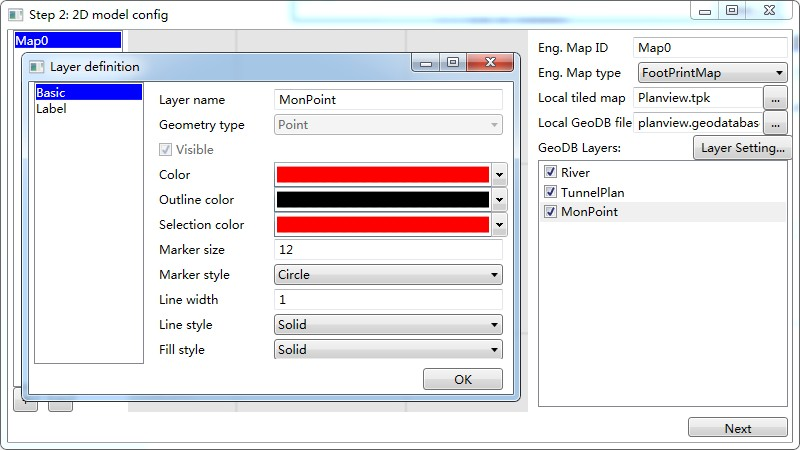 Step 2: 2D model config
Map0
Layer definition
Basic
Label
Layer name MonPoint
Geometry type Point
Visible
Color
Outline color
Selection color
Marker size 12
Marker style Circle
Line width 1
Line style Solid
Fill style Solid
OK
Eng. Map ID Map0
Eng. Map type FootPrintMap
Local tiled map Planview.tpk ...
Local GeoDB file planview.geodatabas ...
GeoDB Layers: Layer Setting...
River
TunnelPlan
MonPoint
Next